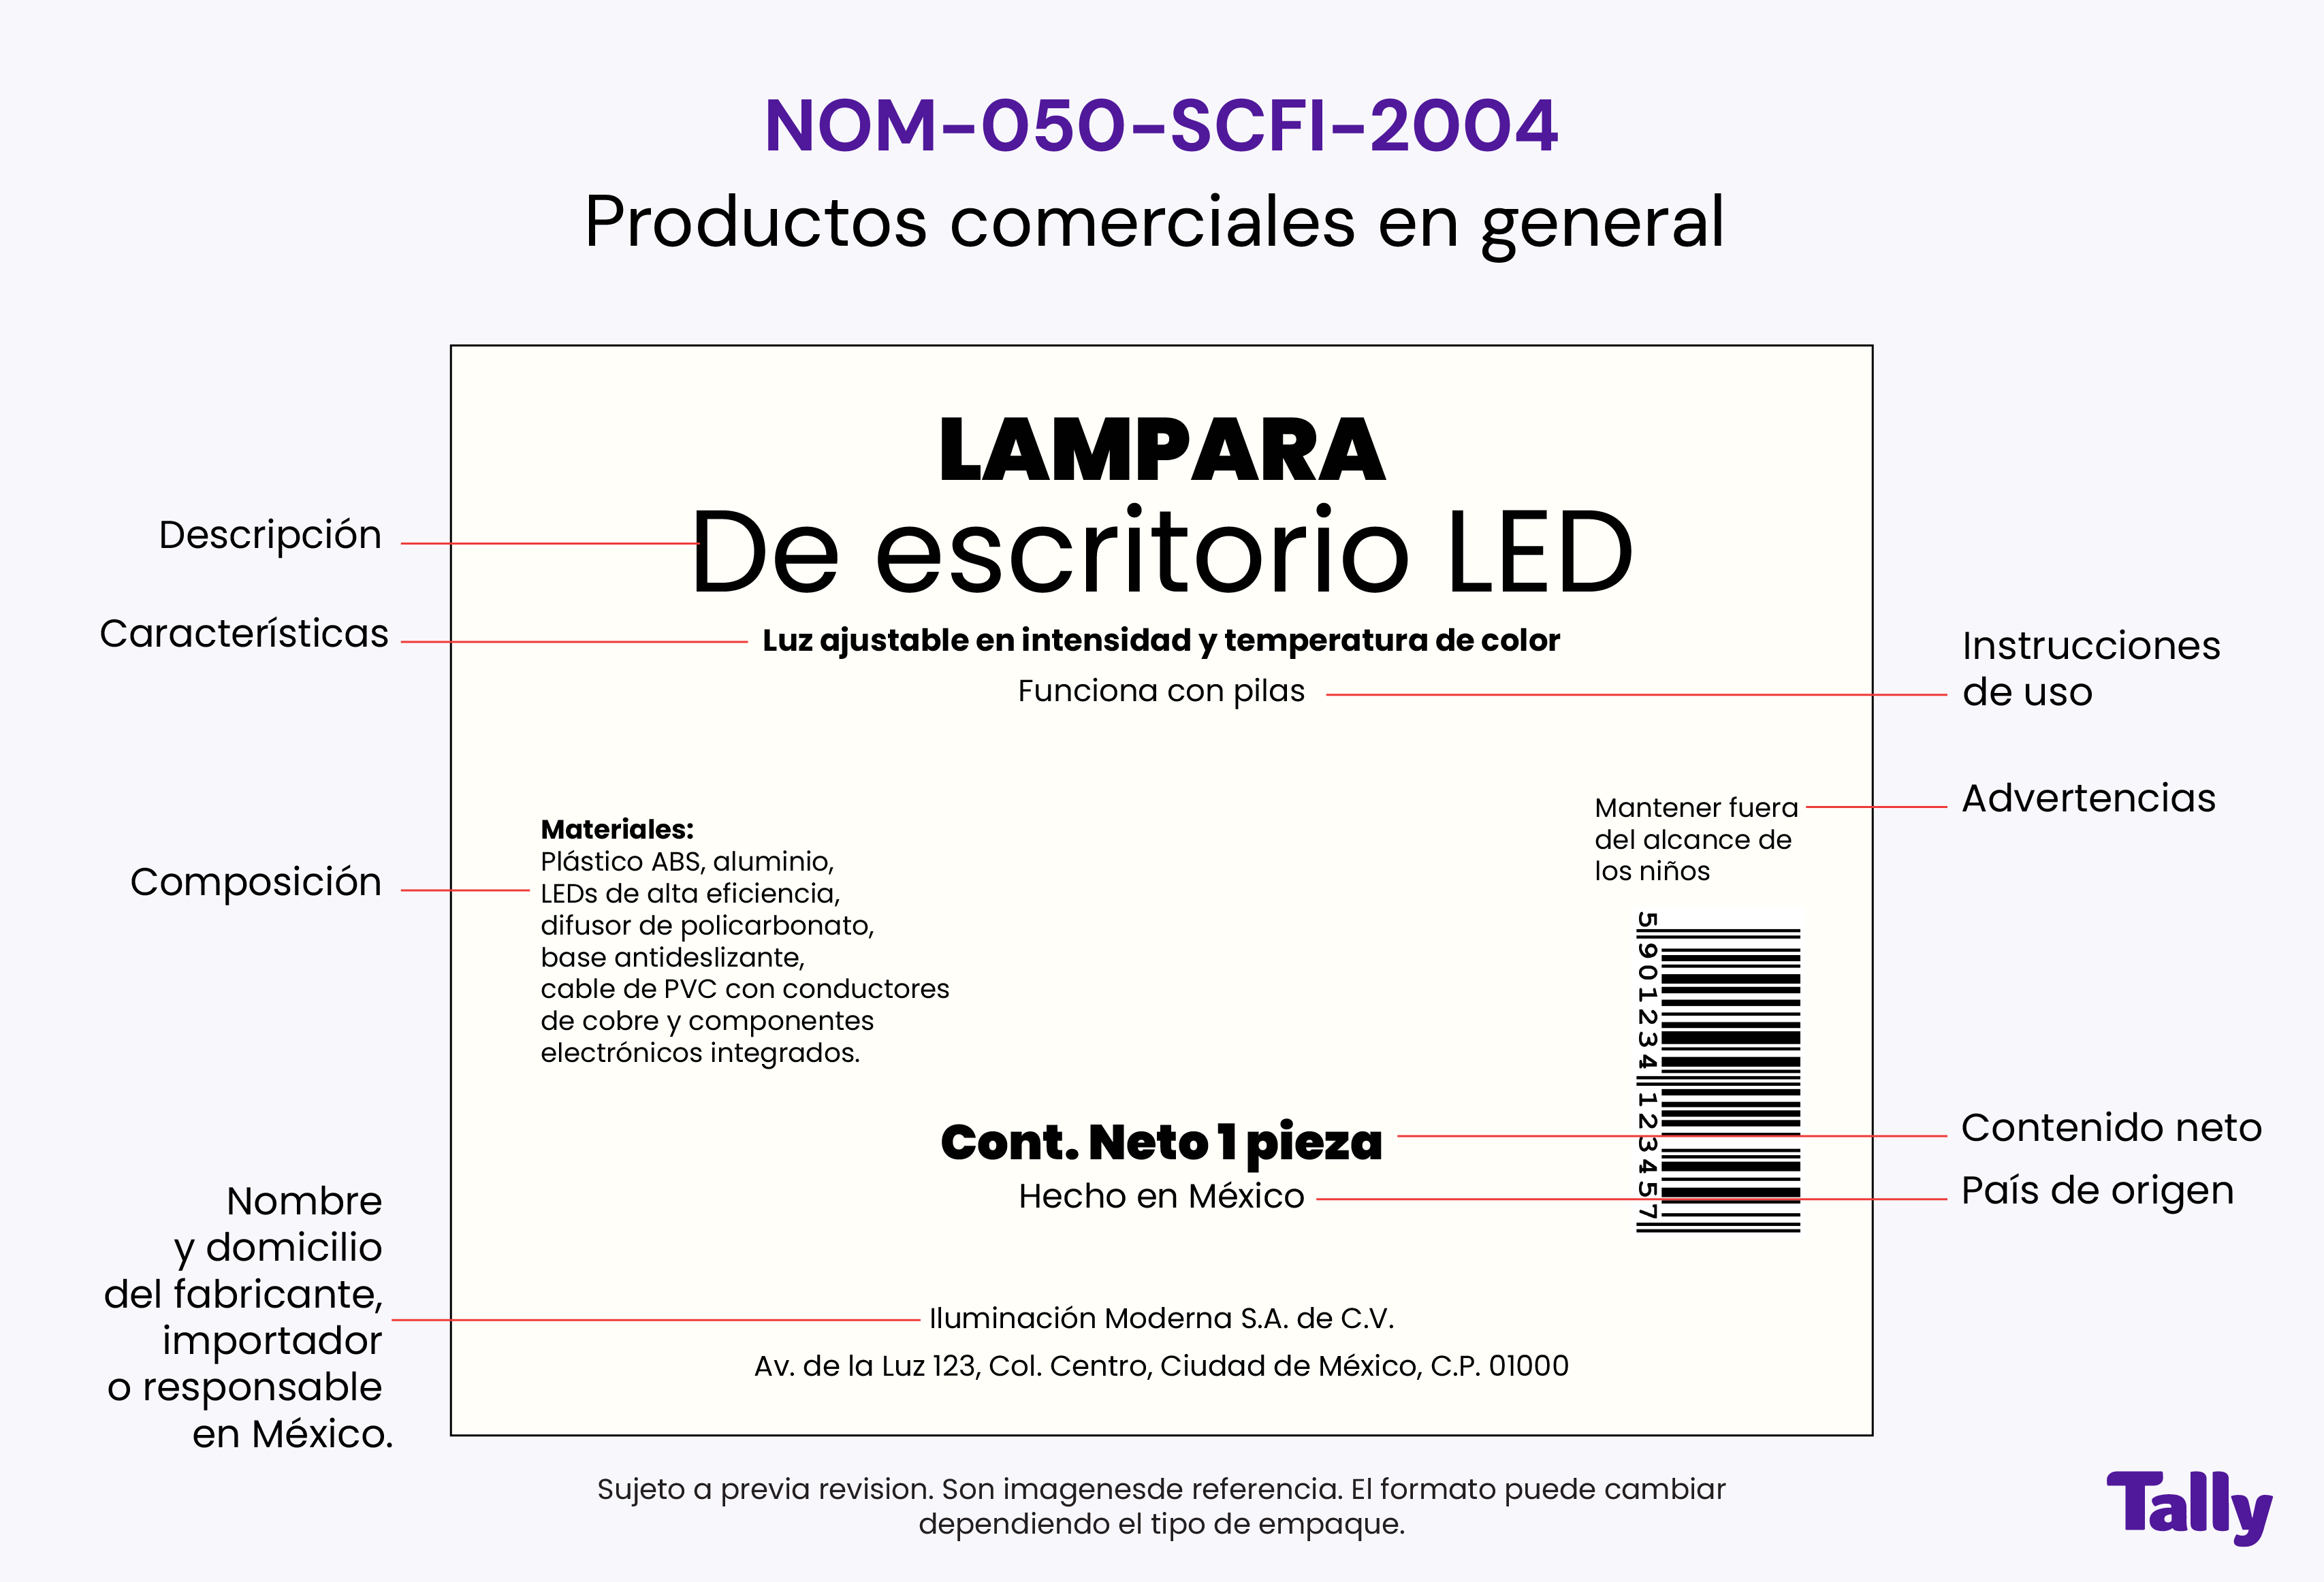 NOM-050-SCFI-2004
Productos comerciales en general
LAMPARA
De escritorio LED
Luz ajustable en intensidad y temperatura de color
Funciona con pilas
Descripción
Características
Composición
Nombre
y domicilio
del fabricante,
importador
o responsable
en México.
Materiales:
Plástico ABS, aluminio,
LEDs de alta eficiencia,
difusor de policarbonato,
base antideslizante,
cable de PVC con conductores
de cobre y componentes
electrónicos integrados.
Mantener fuera
del alcance de
los niños
5 901234 123457
Cont. Neto 1 pieza
Hecho en México
Iluminación Moderna S.A. de C.V.
Av. de la Luz 123, Col. Centro, Ciudad de México, C.P. 01000
Instrucciones
de uso
Advertencias
Contenido neto
País de origen
Sujeto a previa revision. Son imagenesde referencia. El formato puede cambiar
dependiendo el tipo de empaque.
Tally